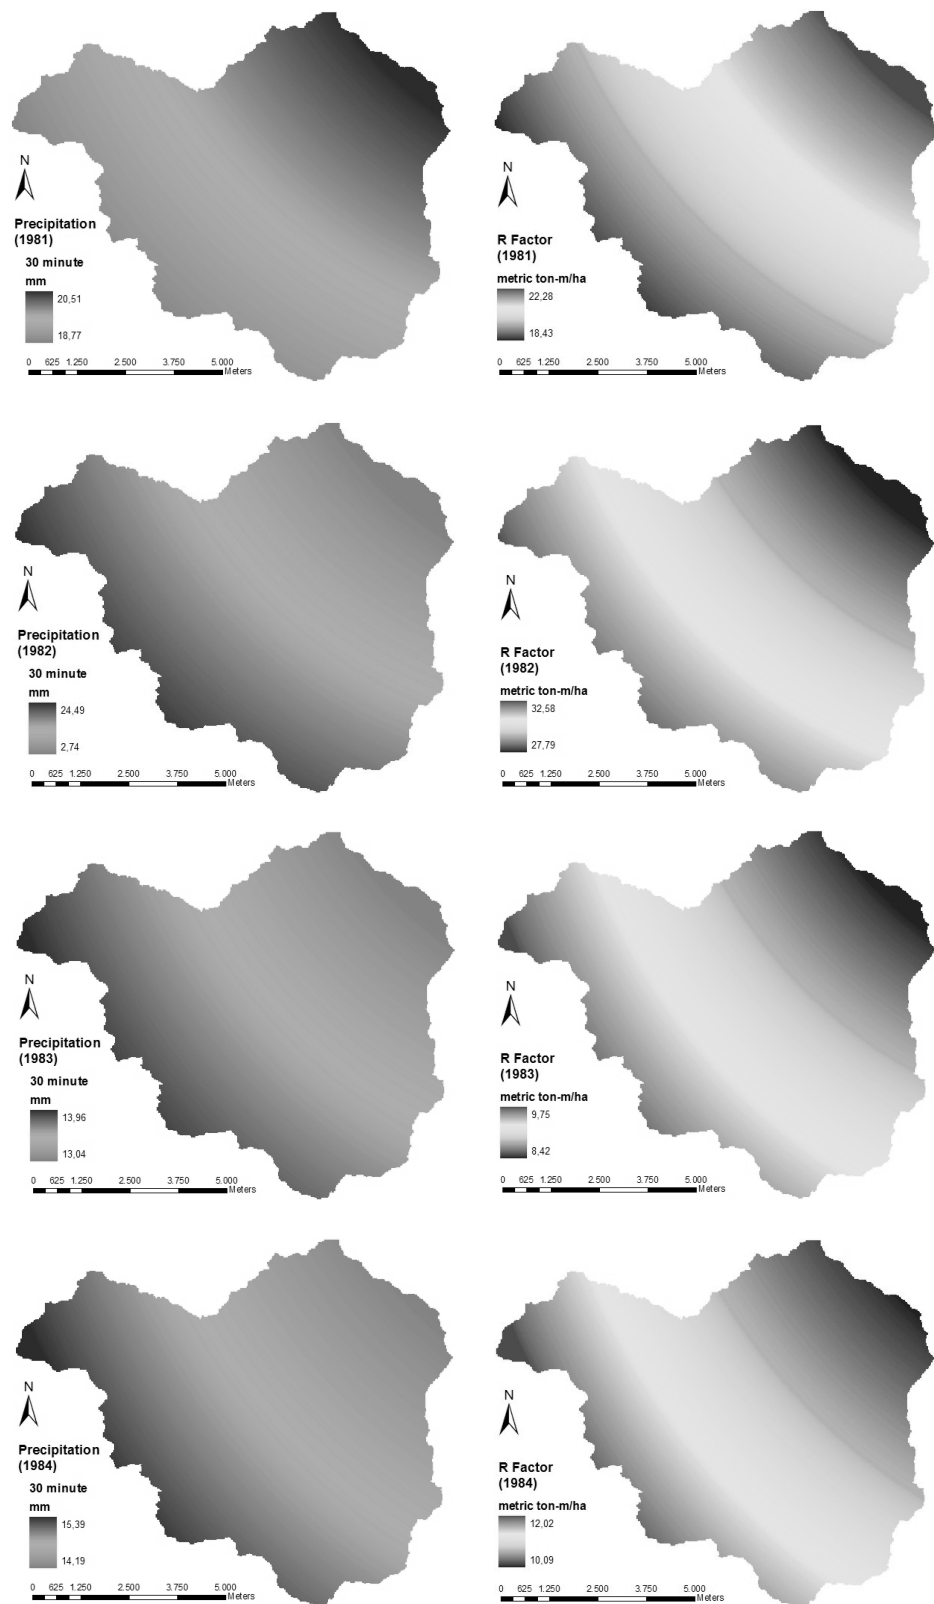 N
Precipitation
(1981)
30 minute
mm
20,51
18,77
0 625 1.250 2.500 3.750 5.000
Meters
N
R Factor
(1981)
metric ton-m/ha
22,28
18,43
0 625 1.250 2.500 3.750 5.000
Meters
N
Precipitation
(1982)
30 minute
mm
24,49
2,74
0 625 1.250 2.500 3.750 5.000
Meters
N
R Factor
(1982)
metric ton-m/ha
32,58
27,79
0 625 1.250 2.500 3.750 5.000
Meters
N
Precipitation
(1983)
30 minute
mm
13,96
13,04
0 625 1.250 2.500 3.750 5.000
Meters
N
R Factor
(1983)
metric ton-m/ha
9,75
8,42
0 625 1.250 2.500 3.750 5.000
Meters
N
Precipitation
(1984)
30 minute
mm
15,39
14,19
0 625 1.250 2.500 3.750 5.000
Meters
N
R Factor
(1984)
metric ton-m/ha
12,02
10,09
0 625 1.250 2.500 3.750 5.000
Meters